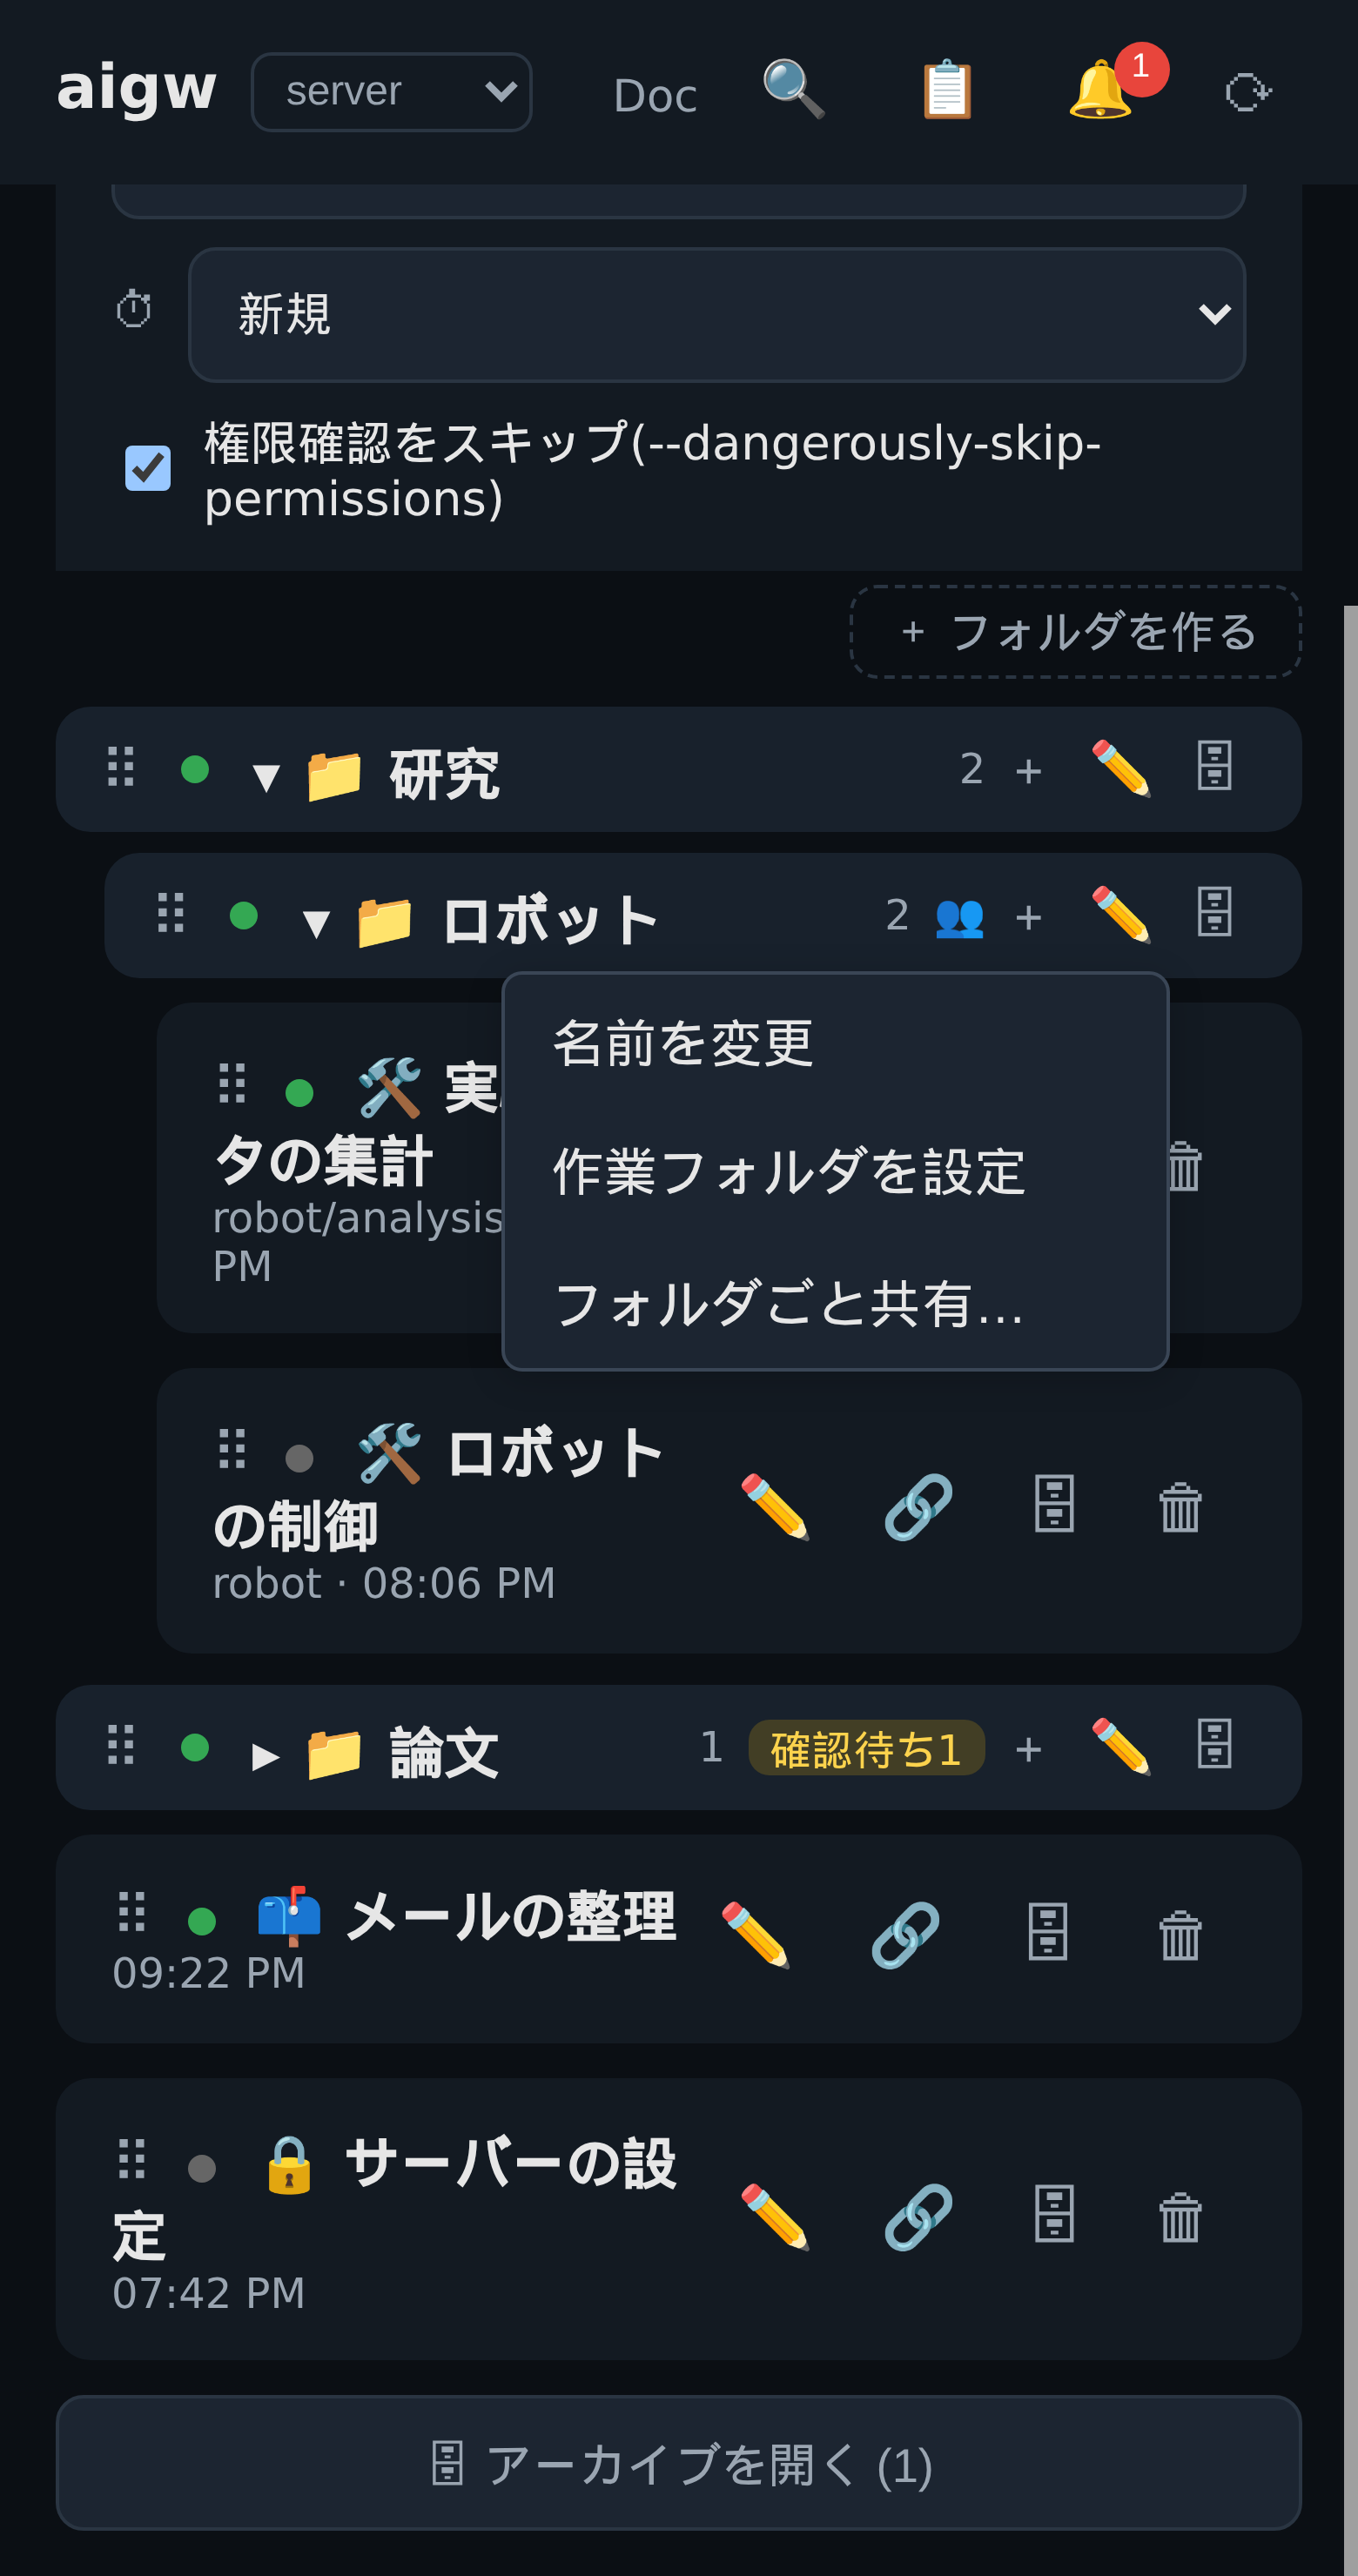 aigw server Doc 1
新規
権限確認をスキップ(--dangerously-skip-
permissions)
+ フォルダを作る
研究 2 +
ロボット 2 +
名前を変更
作業フォルダを設定
フォルダごと共有…
タの集計
robot/analysis
PM
ロボット
の制御
robot · 08:06 PM
論文 1 確認待ち1 +
メールの整理
09:22 PM
サーバーの設
定
07:42 PM
アーカイブを開く (1)